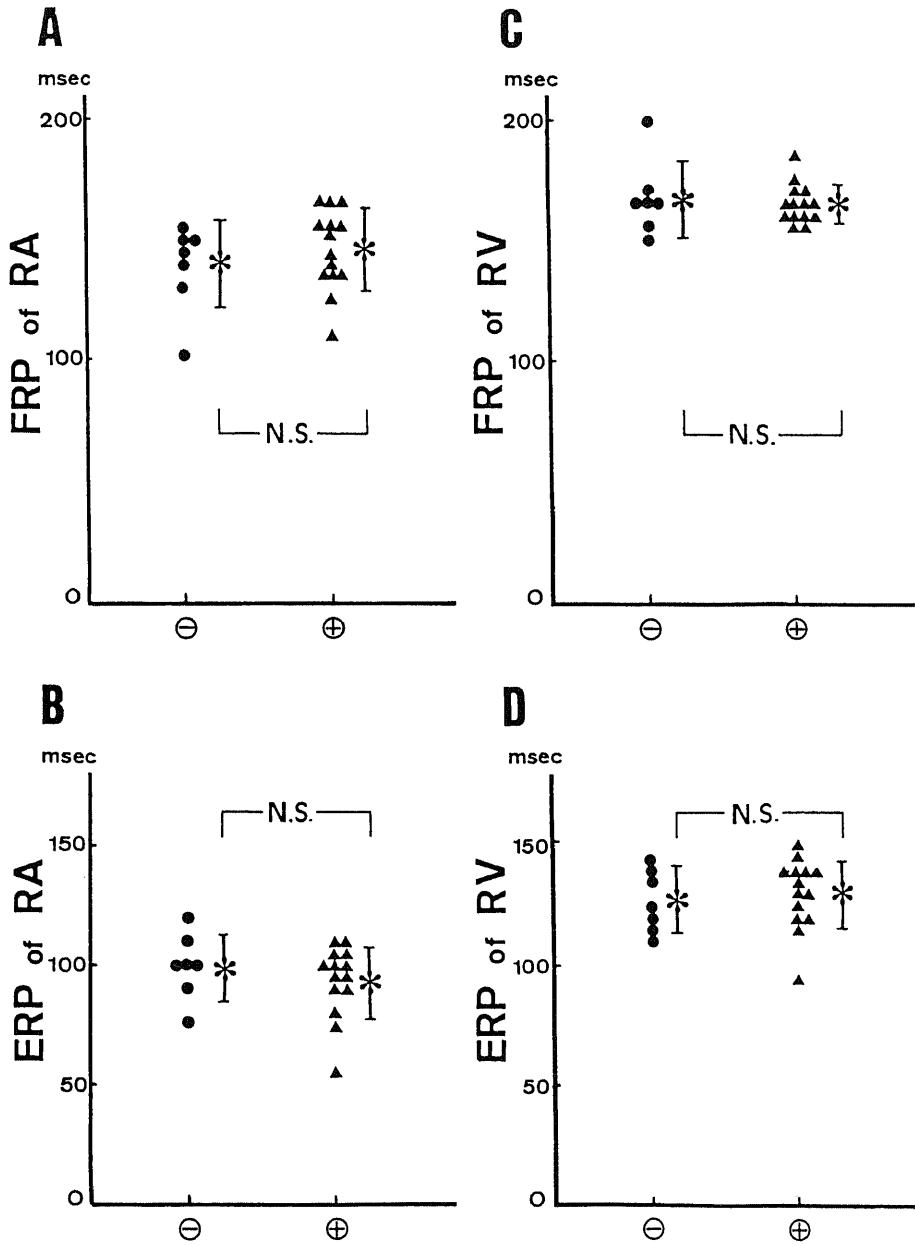 A
msec
200
100
0
FRP of RA
N.S.
⊖ ⊕
C
msec
200
100
0
FRP of RV
N.S.
⊖ ⊕
B
msec
150
100
50
0
ERP of RA
N.S.
⊖ ⊕
D
msec
150
100
50
0
ERP of RV
N.S.
⊖ ⊕